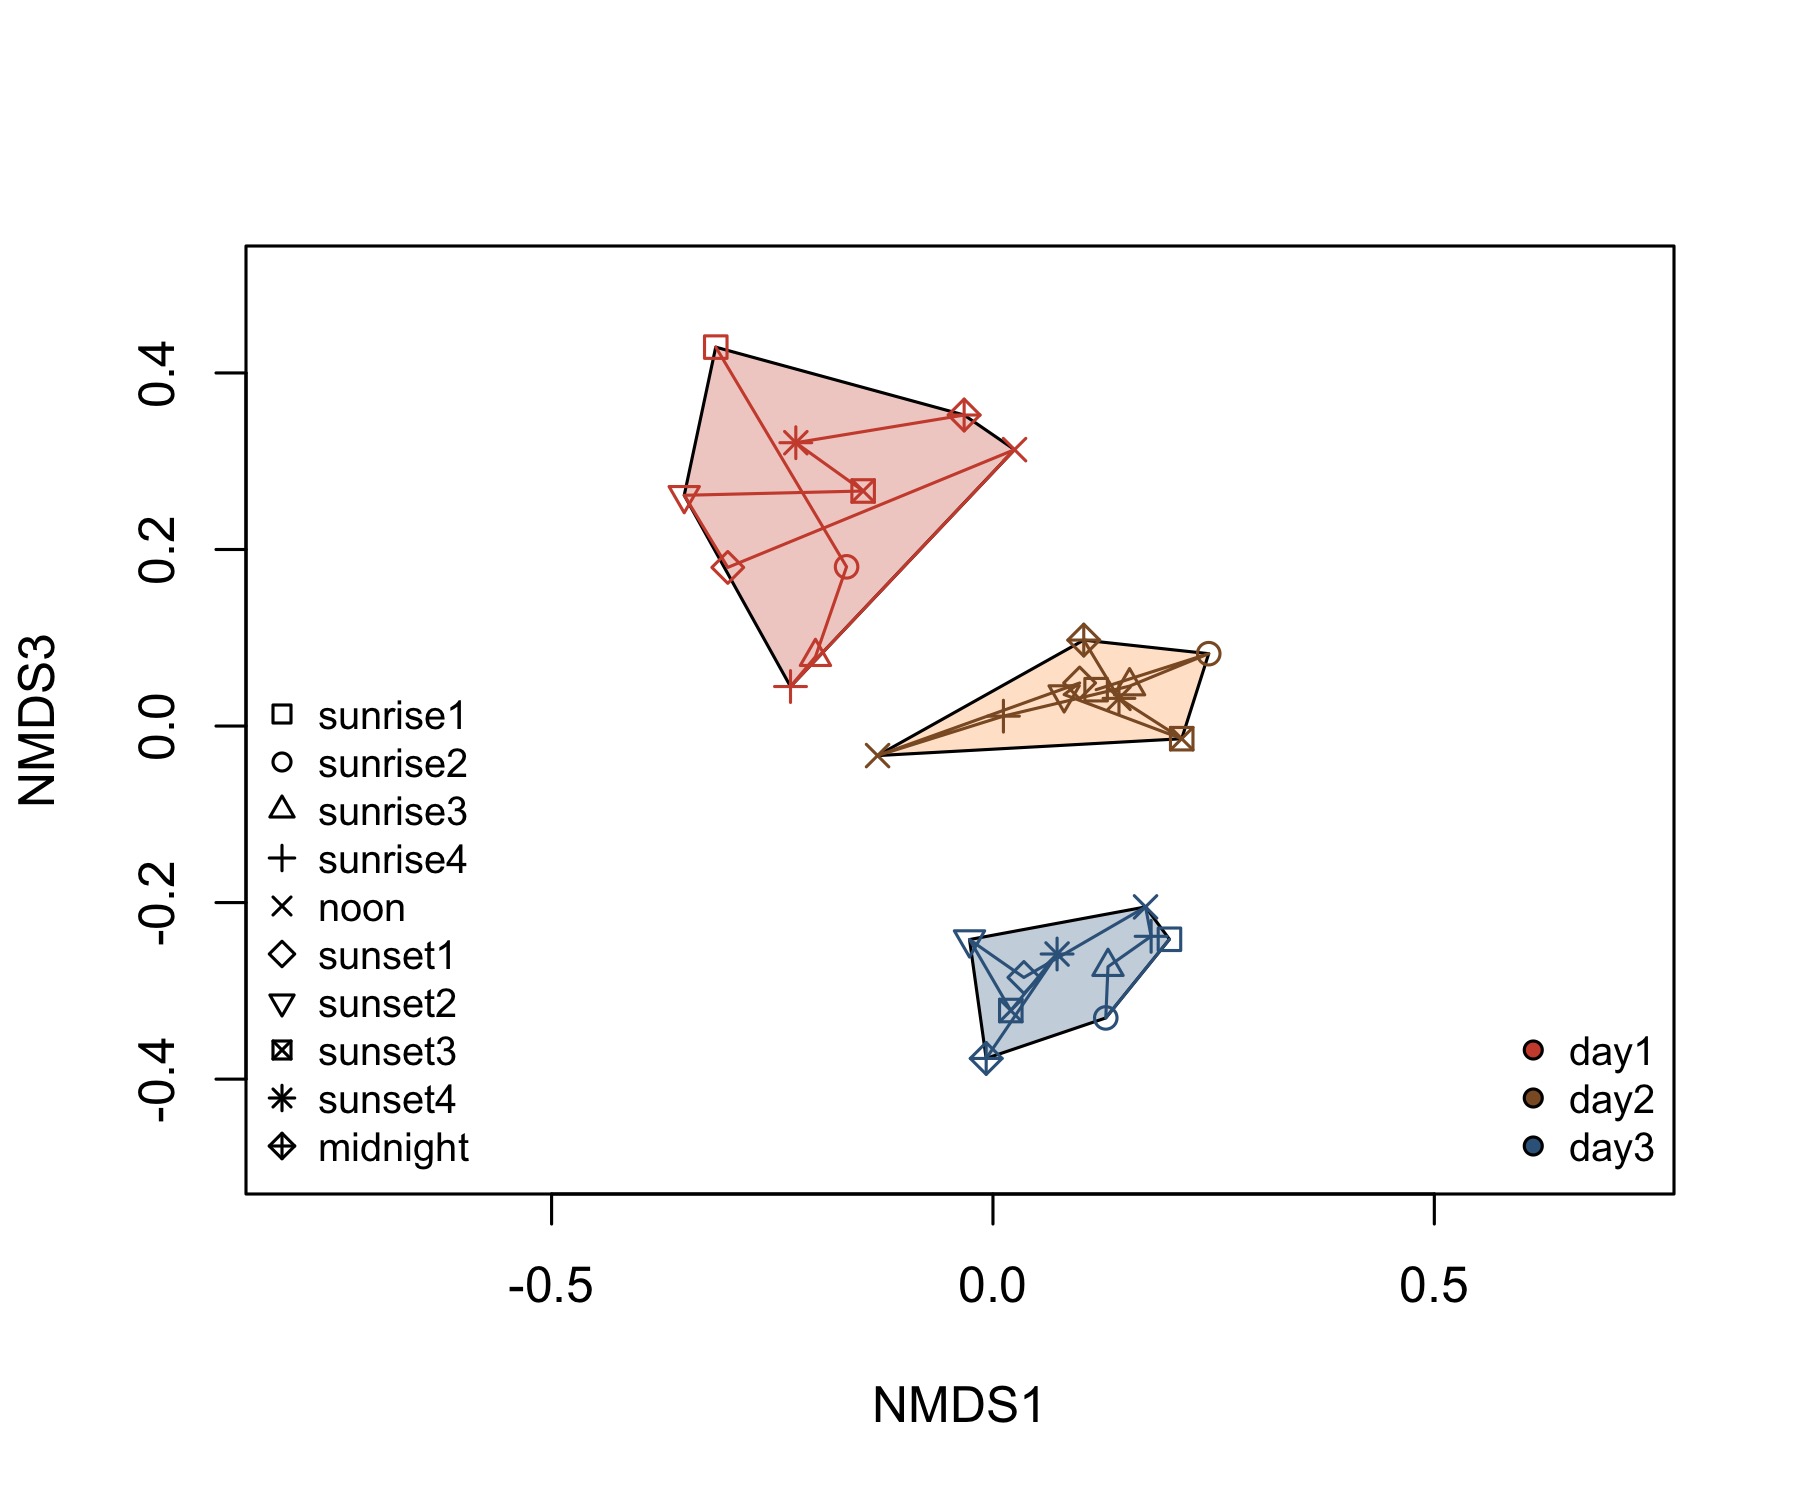 NMDS3
0.4
0.2
0.0
-0.2
-0.4
sunrise1
sunrise2
sunrise3
sunrise4
noon
sunset1
sunset2
sunset3
sunset4
midnight
day1
day2
day3
-0.5
0.0
0.5
NMDS1